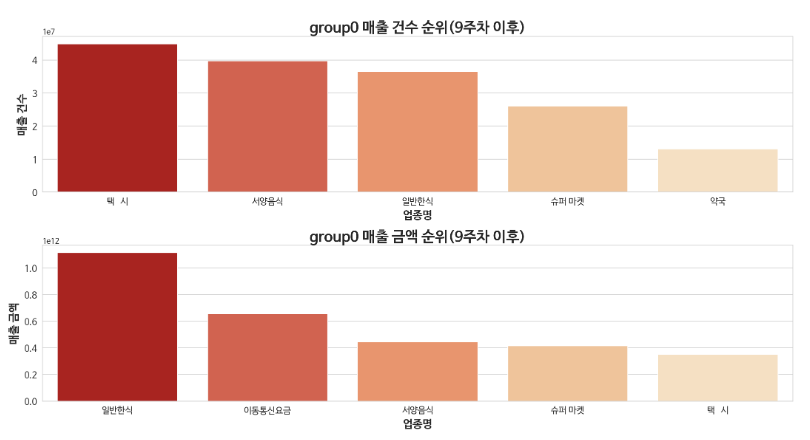 group0 매출 건수 순위(9주차 이후)
1e7
4
3
2
1
0
매출 건수
택 시 서양음식 일반한식 슈퍼 마켓 약국
업종명
group0 매출 금액 순위(9주차 이후)
1e12
1.0
0.8
0.6
0.4
0.2
0.0
매출 금액
일반한식 이동통신요금 서양음식 슈퍼 마켓 택 시
업종명